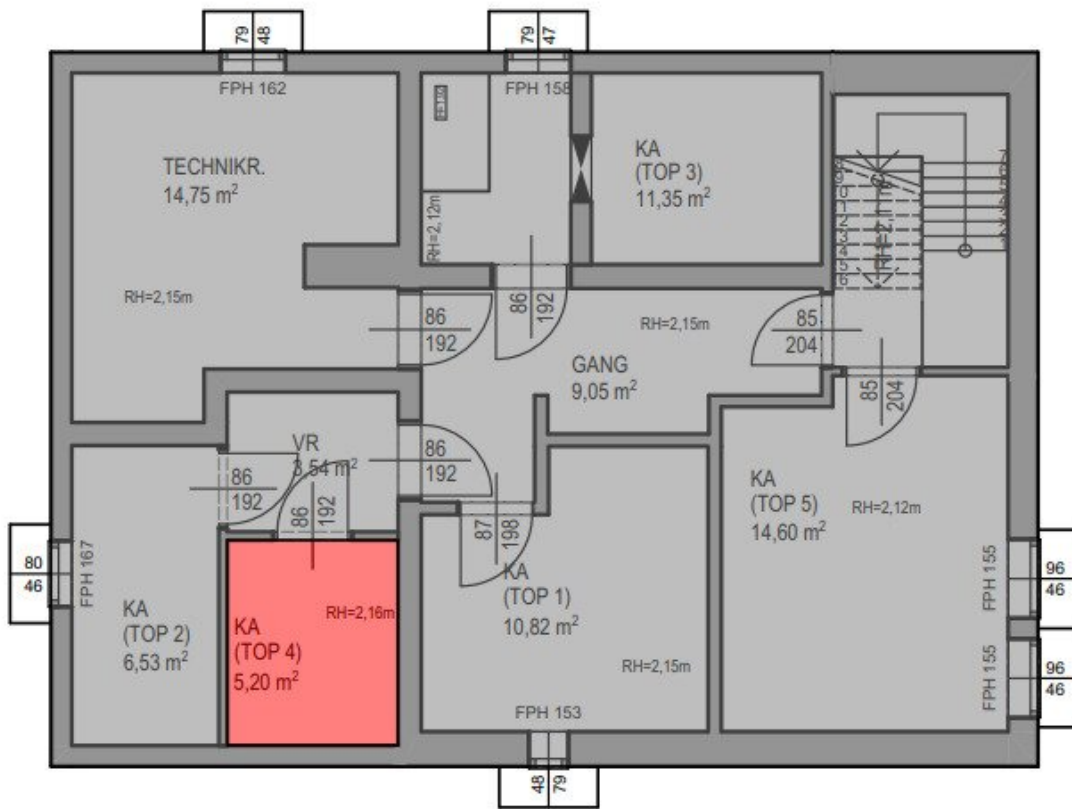 79 48
79 47
FPH 162
FPH 158
TECHNIKR.
14,75 m²
KA
(TOP 3)
11,35 m²
RH=2,12m
RH=2,11m
RH=2,15m
86
192
86
192
RH=2,15m
85
204
GANG
9,05 m²
85
204
VR
3,54 m²
86
192
86
192
86
192
87
198
KA
(TOP 5)
14,60 m²
RH=2,12m
80
46
FPH 167
KA
(TOP 2)
6,53 m²
KA
(TOP 4)
5,20 m²
RH=2,16m
KA
(TOP 1)
10,82 m²
RH=2,15m
FPH 155
96
46
FPH 155
96
46
FPH 153
48 79